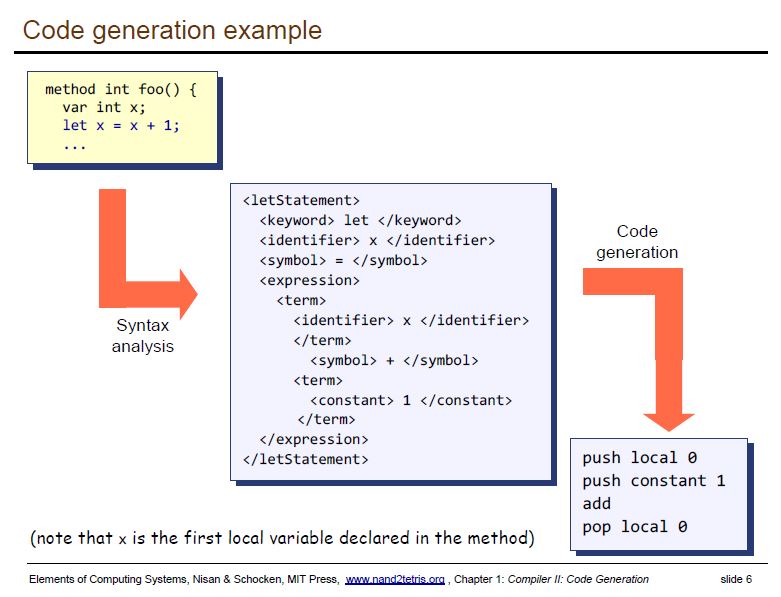 Code generation example
method int foo() {
var int x;
let x = x + 1;
...
Syntax
analysis
<letStatement>
<keyword> let </keyword>
<identifier> x </identifier>
<symbol> = </symbol>
<expression>
<term>
<identifier> x </identifier>
</term>
<symbol> + </symbol>
<term>
<constant> 1 </constant>
</term>
</expression>
</letStatement>
Code
generation
push local 0
push constant 1
add
pop local 0
(note that x is the first local variable declared in the method)
Elements of Computing Systems, Nisan & Schocken, MIT Press, www.nand2tetris.org , Chapter 1: Compiler II: Code Generation slide 6